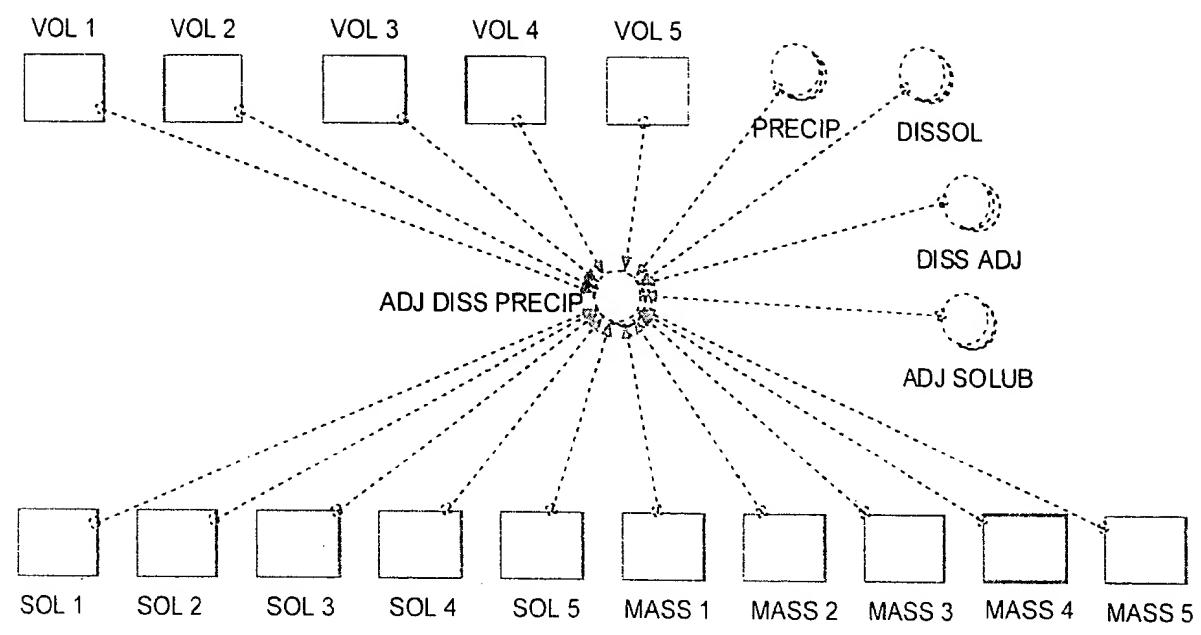 VOL 1 VOL 2 VOL 3 VOL 4 VOL 5
PRECIP DISSOL
DISS ADJ
ADJ DISS PRECIP
ADJ SOLUB
SOL 1 SOL 2 SOL 3 SOL 4 SOL 5 MASS 1 MASS 2 MASS 3 MASS 4 MASS 5